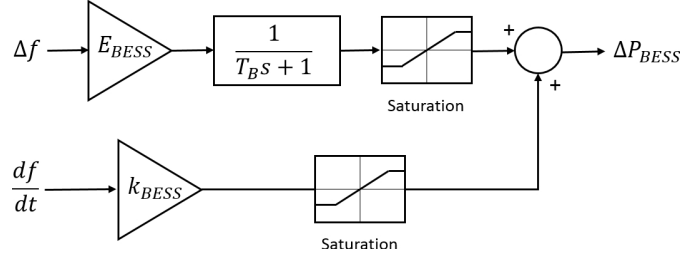 Δf
E_BESS
1
T_B s + 1
Saturation
+
ΔP_BESS
+
df
dt
k_BESS
Saturation